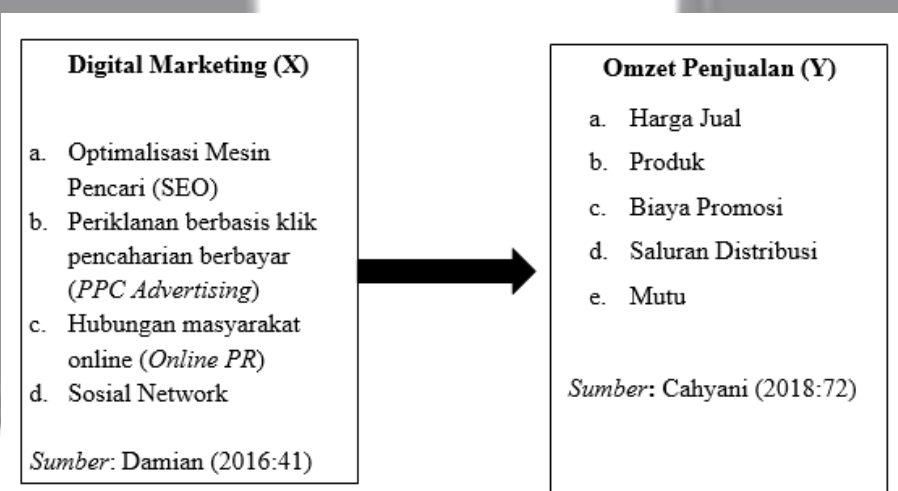 Digital Marketing (X)
a. Optimalisasi Mesin
Pencari (SEO)
b. Periklanan berbasis klik
pencaharian berbayar
(PPC Advertising)
c. Hubungan masyarakat
online (Online PR)
d. Sosial Network
Sumber: Damian (2016:41)
Omzet Penjualan (Y)
a. Harga Jual
b. Produk
c. Biaya Promosi
d. Saluran Distribusi
e. Mutu
Sumber: Cahyani (2018:72)